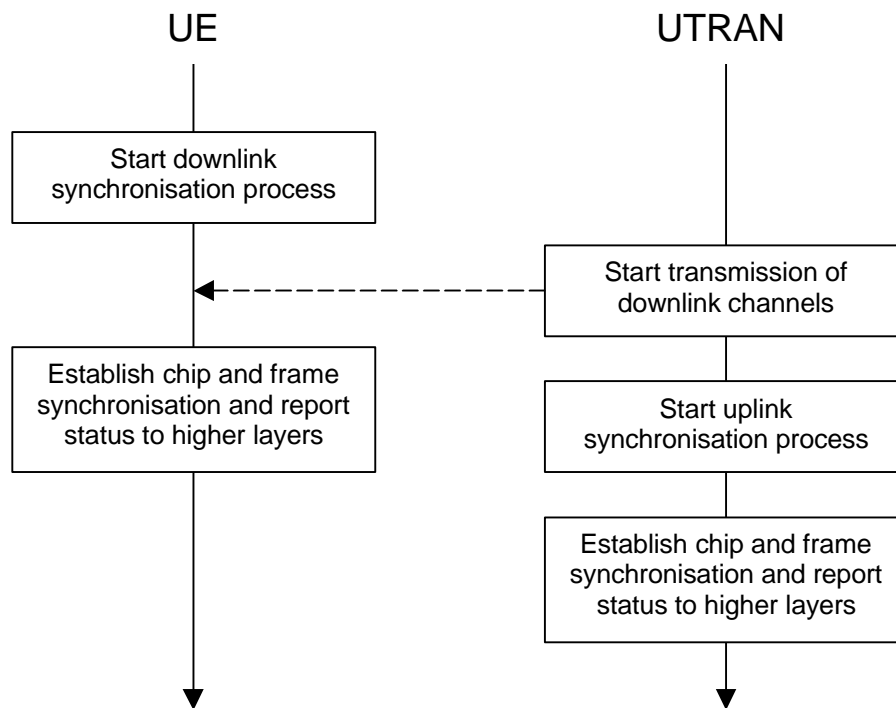 UE
UTRAN
Start downlink
synchronisation process
Start transmission of
downlink channels
Establish chip and frame
synchronisation and report
status to higher layers
Start uplink
synchronisation process
Establish chip and frame
synchronisation and report
status to higher layers